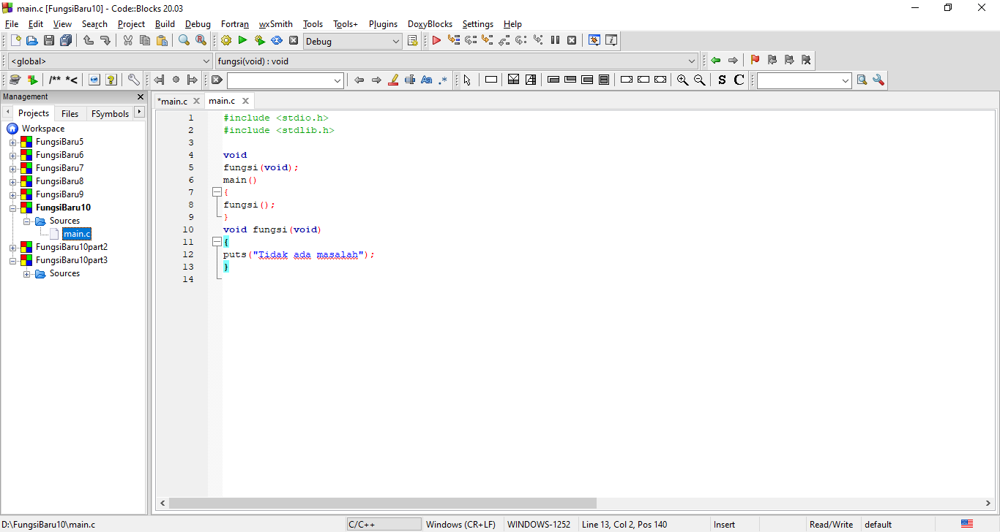 main.c [FungsiBaru10] - Code::Blocks 20.03
File Edit View Search Project Build Debug Fortran wxSmith Tools Tools+ Plugins DoxyBlocks Settings Help
Debug
<global> fungsi(void) : void
/** *< Aa .* S C
Management
*main.c main.c
Projects Files FSymbols
Workspace
FungsiBaru5
FungsiBaru6
FungsiBaru7
FungsiBaru8
FungsiBaru9
FungsiBaru10
Sources
main.c
FungsiBaru10part2
FungsiBaru10part3
Sources
1 #include <stdio.h>
2 #include <stdlib.h>
3
4 void
5 fungsi(void);
6 main()
7 {
8 fungsi();
9 }
10 void fungsi(void)
11 {
12 puts("Tidak ada masalah");
13 }
14
D:\FungsiBaru10\main.c C/C++ Windows (CR+LF) WINDOWS-1252 Line 13, Col 2, Pos 140 Insert Read/Write default